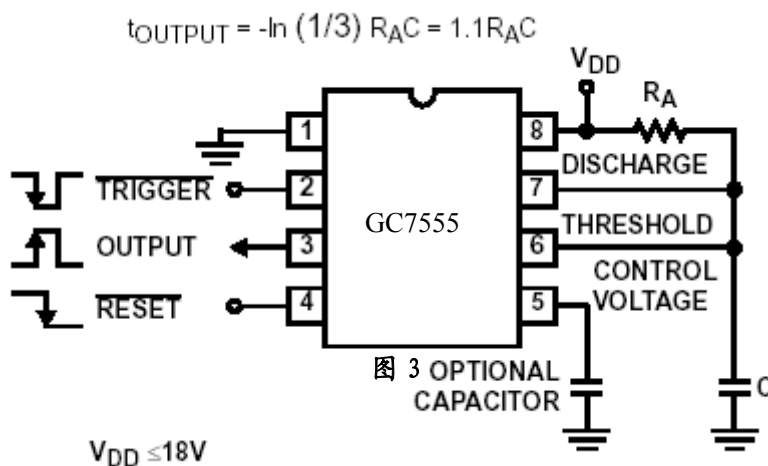 tOUTPUT = -ln (1/3) RAC = 1.1RAC
VDD
RA
1
8
DISCHARGE
TRIGGER
2
7
GC7555
OUTPUT
3
THRESHOLD
6
CONTROL
VOLTAGE
RESET
4
5
图 3
OPTIONAL
CAPACITOR
C
VDD ≤18V